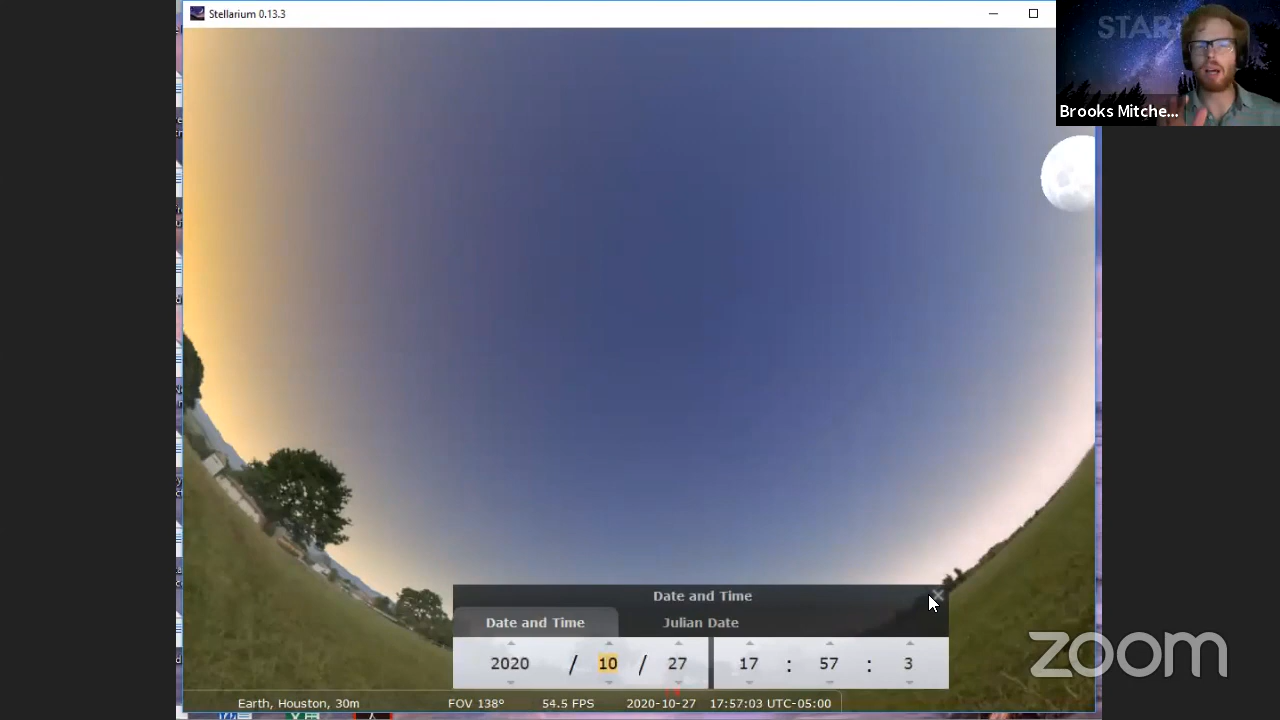 Stellarium 0.13.3
STAR
Brooks Mitche...
Date and Time
Date and Time
Julian Date
2020 / 10 / 27 17 : 57 : 3
Earth, Houston, 30m FOV 138° 54.5 FPS 2020-10-27 17:57:03 UTC-05:00
zoom